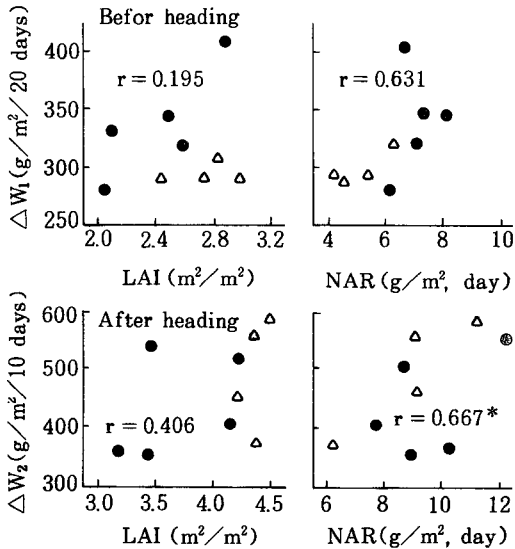 Befor heading
ΔW₁(g/m²/20 days)
400
350
300
250
r = 0.195
r = 0.631
2.0 2.4 2.8 3.2
4 6 8 10
LAI (m²/m²)
NAR(g/m², day)
After heading
ΔW₂(g/m²/10 days)
600
500
400
300
r = 0.406
r = 0.667*
3.0 3.5 4.0 4.5
6 8 10 12
LAI (m²/m²)
NAR(g/m², day)